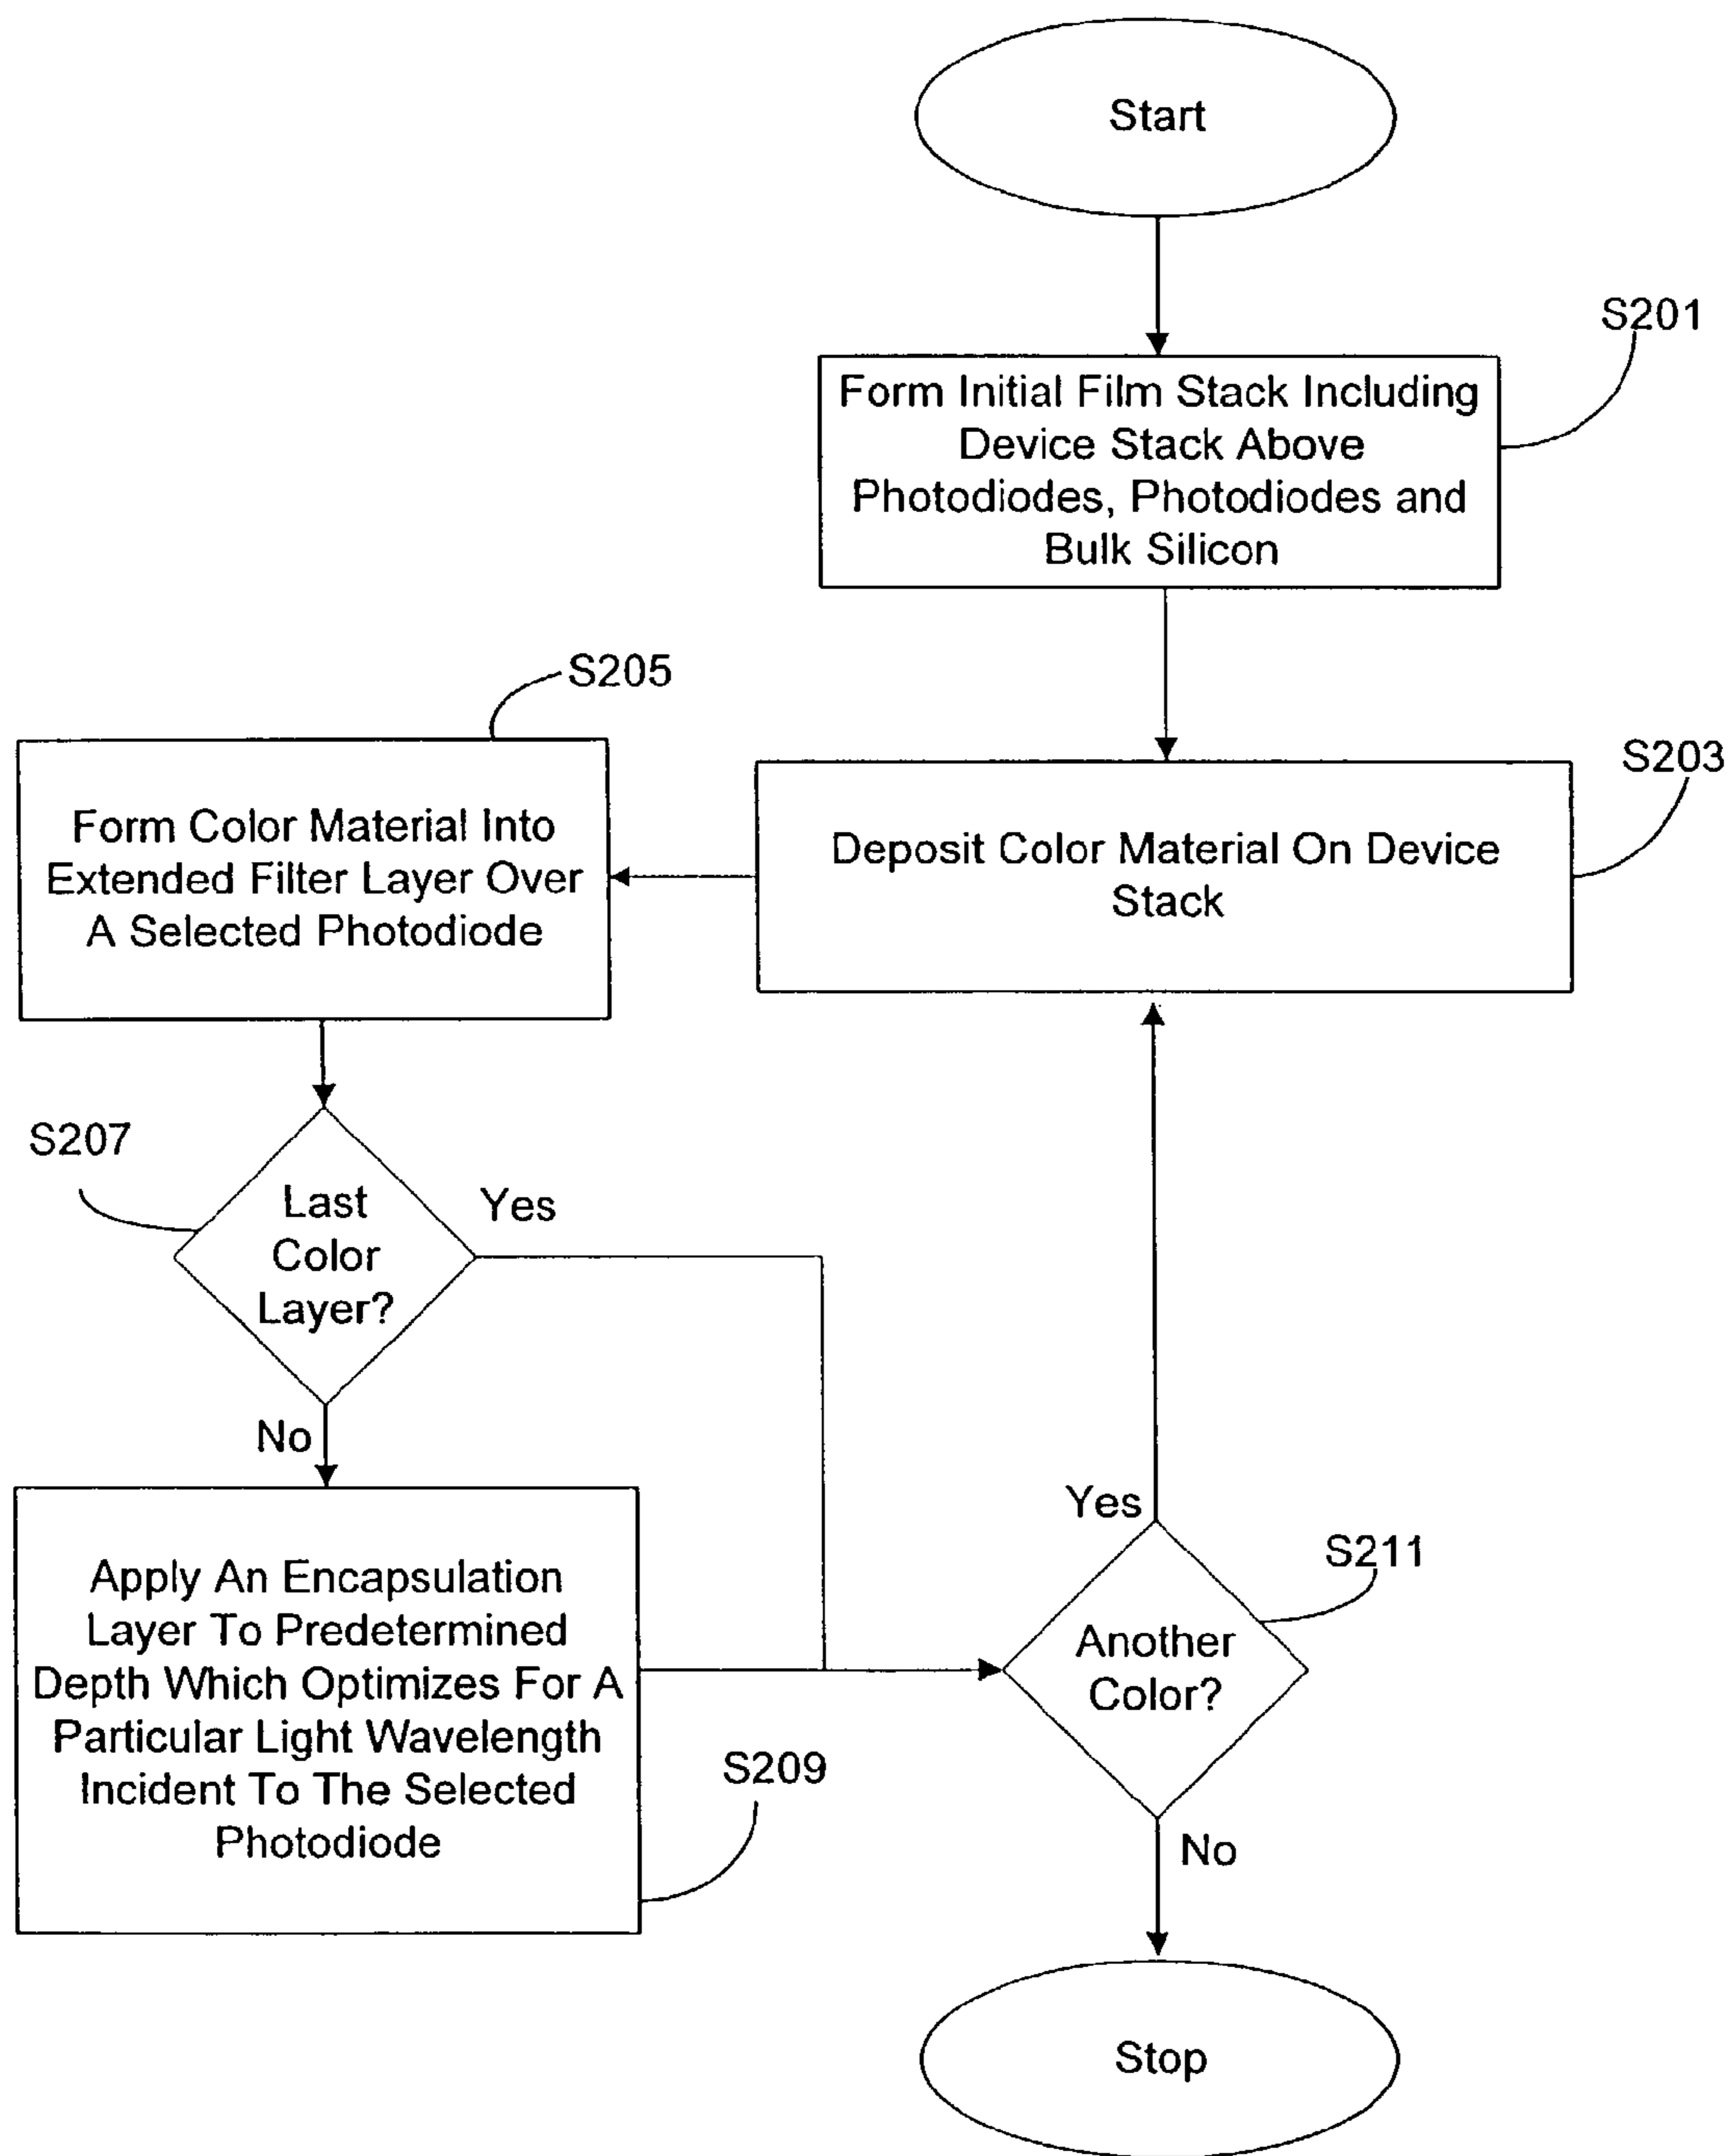 Start
S201
Form Initial Film Stack Including
Device Stack Above
Photodiodes, Photodiodes and
Bulk Silicon
S205
S203
Form Color Material Into
Extended Filter Layer Over
A Selected Photodiode
Deposit Color Material On Device
Stack
S207
Last
Color
Layer?
Yes
No
Apply An Encapsulation
Layer To Predetermined
Depth Which Optimizes For A
Particular Light Wavelength
Incident To The Selected
Photodiode
S209
Yes
S211
Another
Color?
No
Stop